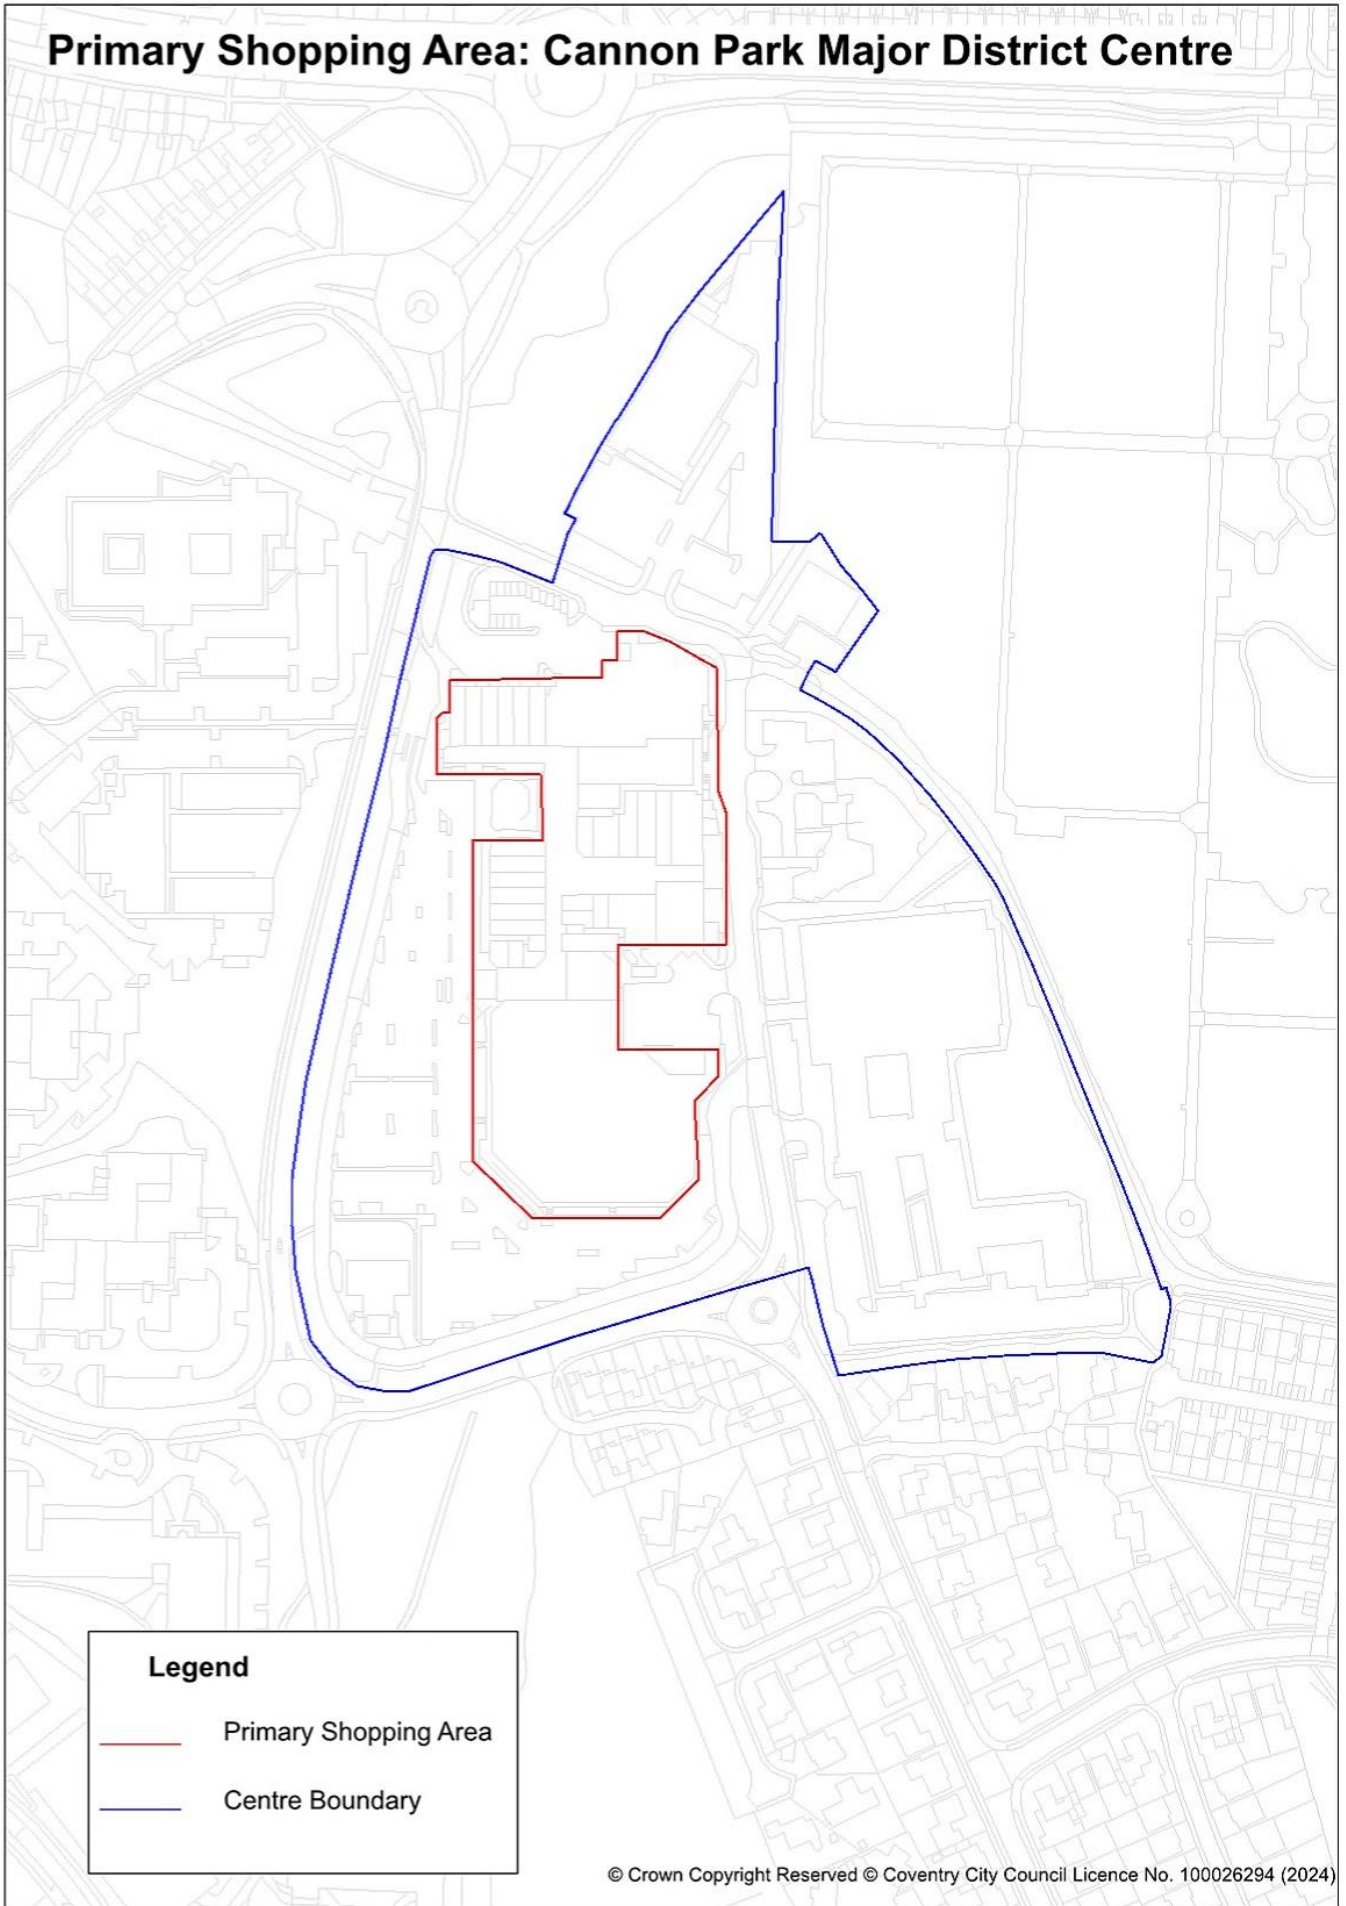 Primary Shopping Area: Cannon Park Major District Centre
Legend
Primary Shopping Area
Centre Boundary
© Crown Copyright Reserved © Coventry City Council Licence No. 100026294 (2024)